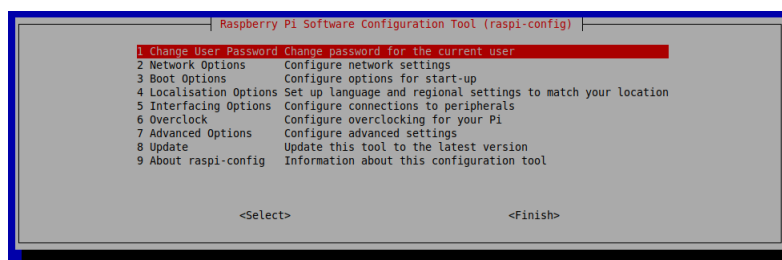 Raspberry Pi Software Configuration Tool (raspi-config)
1 Change User Password Change password for the current user
2 Network Options Configure network settings
3 Boot Options Configure options for start-up
4 Localisation Options Set up language and regional settings to match your location
5 Interfacing Options Configure connections to peripherals
6 Overclock Configure overclocking for your Pi
7 Advanced Options Configure advanced settings
8 Update Update this tool to the latest version
9 About raspi-config Information about this configuration tool
<Select> <Finish>